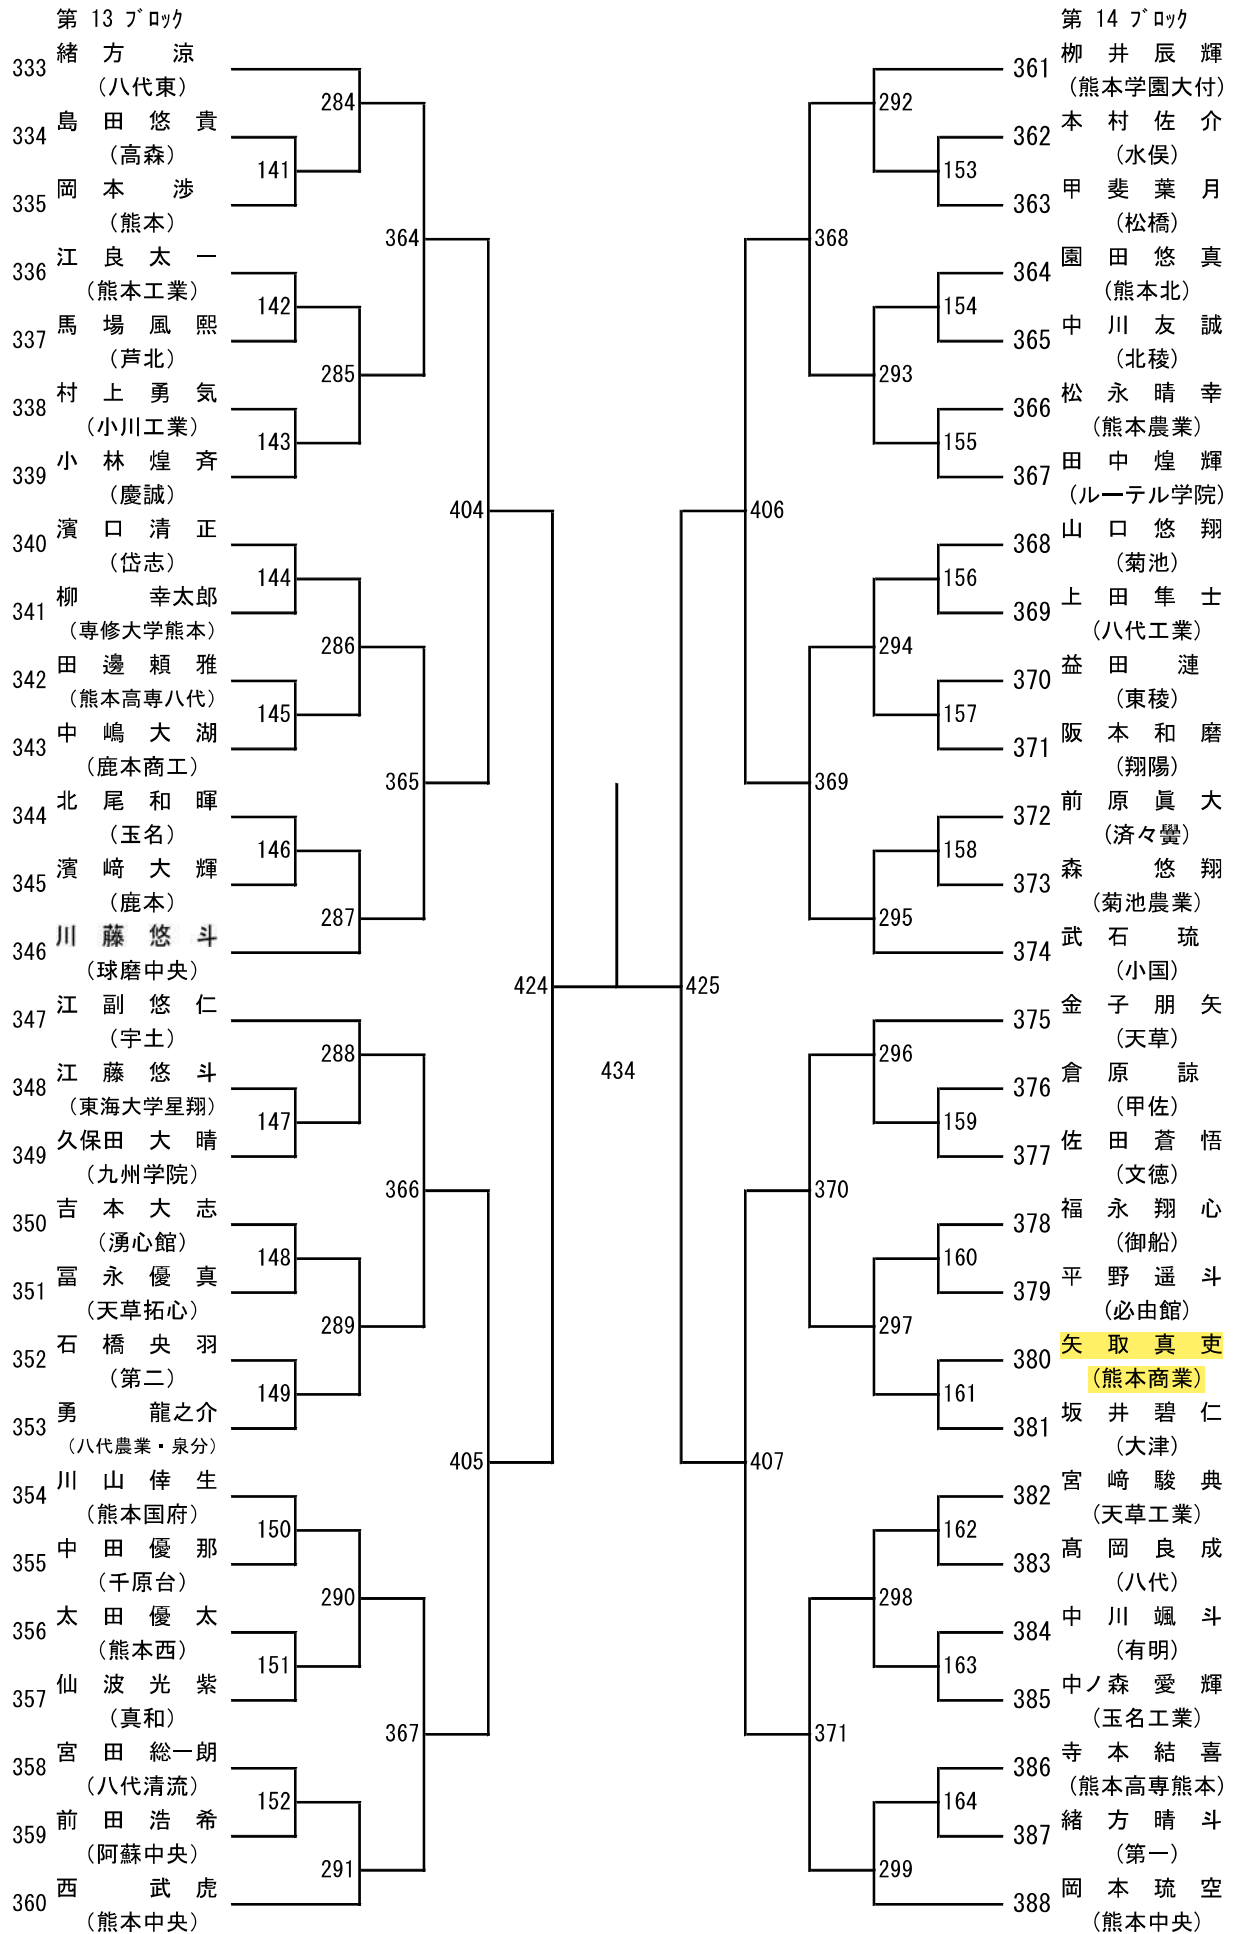 第 13 ﾌﾞﾛｯｸ
333 緒方 涼
(八代東)
334 島田悠貴
(高森)
335 岡本 渉
(熊本)
336 江良太一
(熊本工業)
337 馬場風熙
(芦北)
338 村上勇気
(小川工業)
339 小林煌斉
(慶誠)
340 濱口清正
(岱志)
341 柳 幸太郎
(専修大学熊本)
342 田邊頼雅
(熊本高専八代)
343 中嶋大湖
(鹿本商工)
344 北尾和暉
(玉名)
345 濱﨑大輝
(鹿本)
346 川藤悠斗
(球磨中央)
347 江副悠仁
(宇土)
348 江藤悠斗
(東海大学星翔)
349 久保田大晴
(九州学院)
350 吉本大志
(湧心館)
351 冨永優真
(天草拓心)
352 石橋央羽
(第二)
353 勇 龍之介
(八代農業・泉分)
354 川山倖生
(熊本国府)
355 中田優那
(千原台)
356 太田優太
(熊本西)
357 仙波光紫
(真和)
358 宮田総一朗
(八代清流)
359 前田浩希
(阿蘇中央)
360 西 武虎
(熊本中央)
141
142
143
144
145
146
147
148
149
150
151
152
284
285
286
287
288
289
290
291
364
365
366
367
404
405
424
434
425
406
407
368
369
370
371
292
293
294
295
296
297
298
299
153
154
155
156
157
158
159
160
161
162
163
164
第 14 ﾌﾞﾛｯｸ
361 栁井辰輝
(熊本学園大付)
362 本村佐介
(水俣)
363 甲斐葉月
(松橋)
364 園田悠真
(熊本北)
365 中川友誠
(北稜)
366 松永晴幸
(熊本農業)
367 田中煌輝
(ルーテル学院)
368 山口悠翔
(菊池)
369 上田隼士
(八代工業)
370 益田 漣
(東稜)
371 阪本和磨
(翔陽)
372 前原眞大
(済々黌)
373 森 悠翔
(菊池農業)
374 武石 琉
(小国)
375 金子朋矢
(天草)
376 倉原 諒
(甲佐)
377 佐田蒼悟
(文徳)
378 福永翔心
(御船)
379 平野遥斗
(必由館)
380 矢取真吏
(熊本商業)
381 坂井碧仁
(大津)
382 宮﨑駿典
(天草工業)
383 髙岡良成
(八代)
384 中川颯斗
(有明)
385 中ノ森愛輝
(玉名工業)
386 寺本結喜
(熊本高専熊本)
387 緒方晴斗
(第一)
388 岡本琉空
(熊本中央)